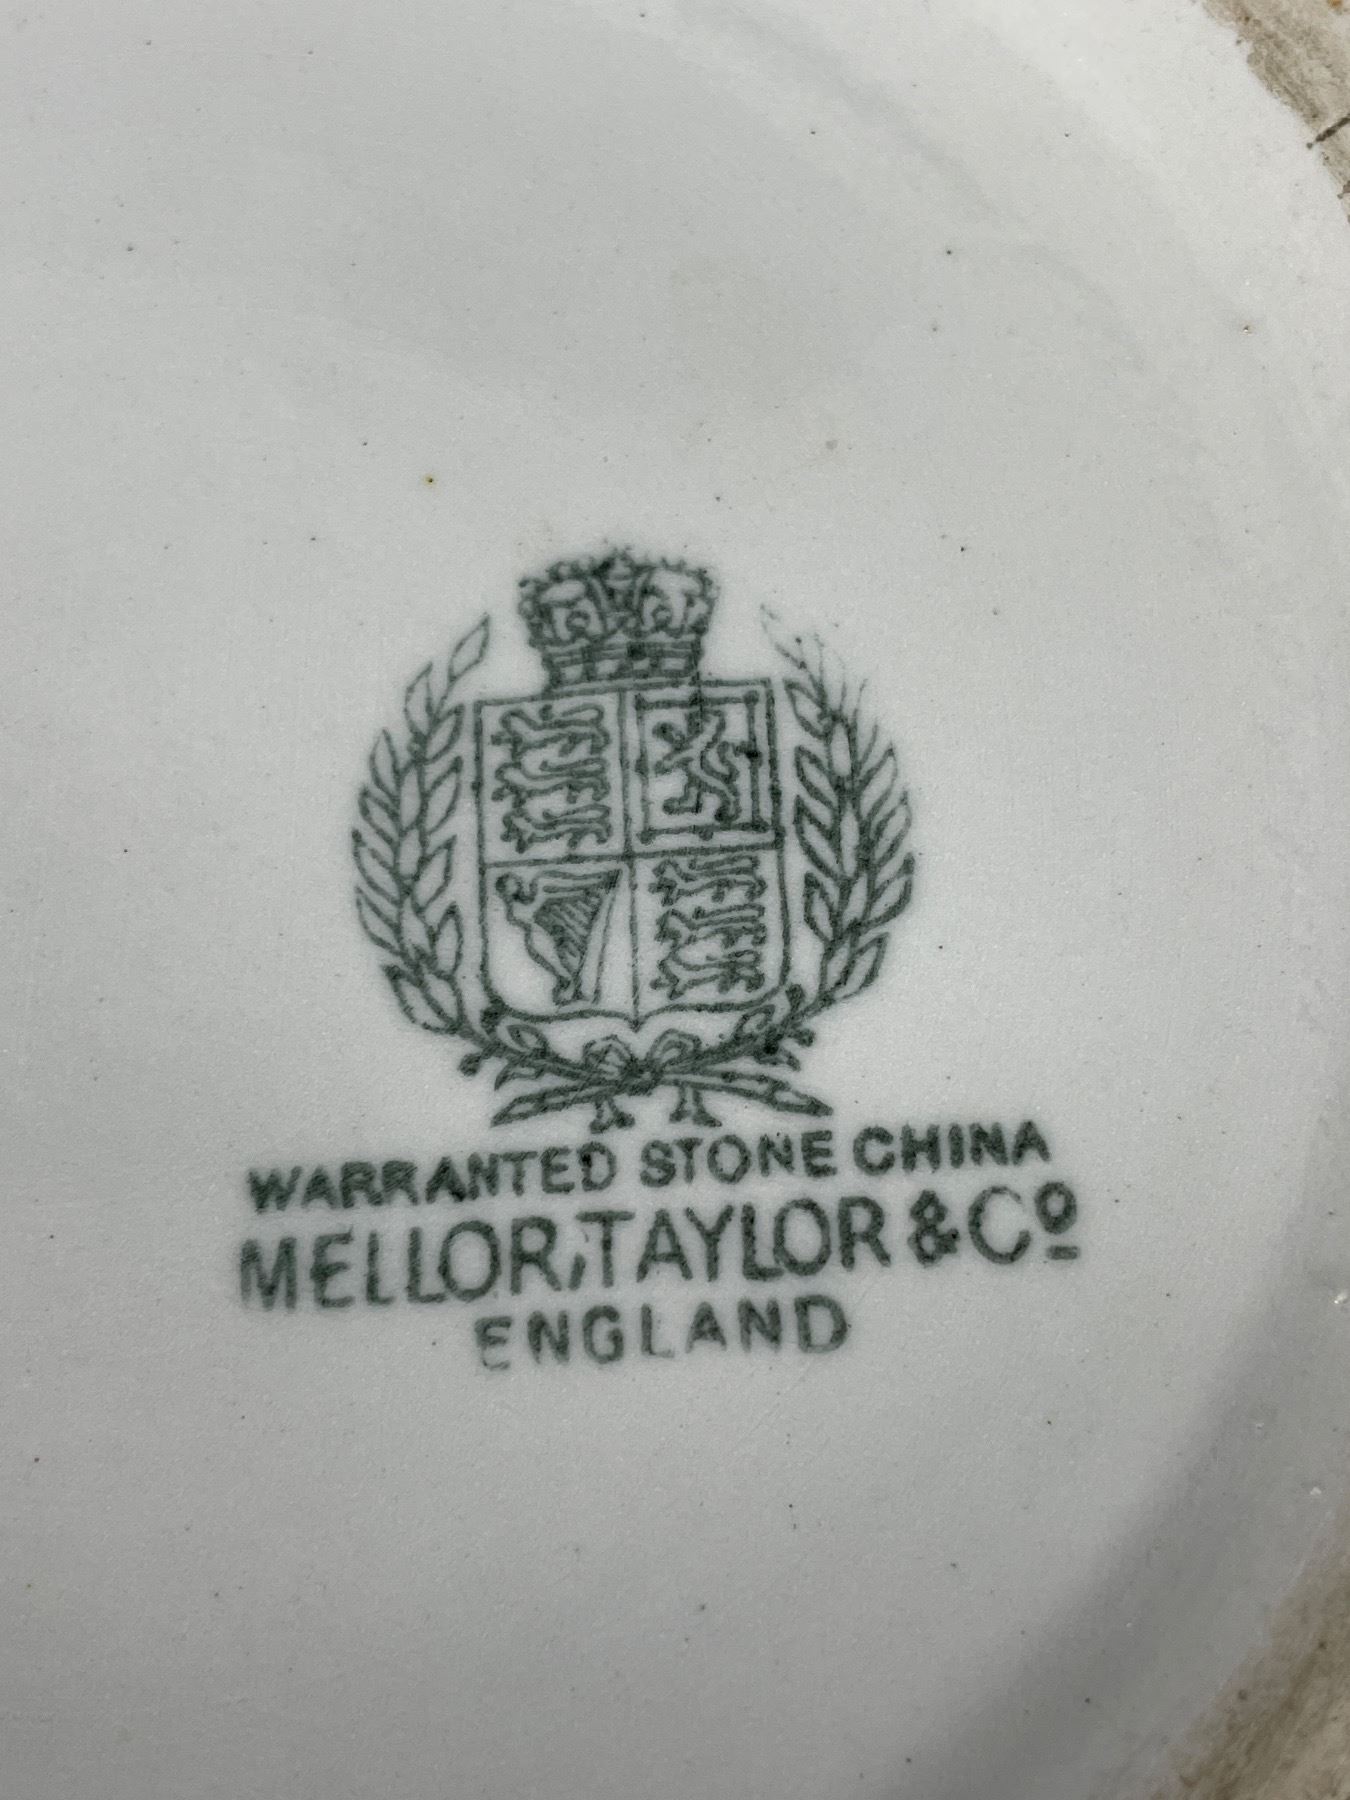 WARRANTED STONE CHINA
MELLOR, TAYLOR & Cº
ENGLAND